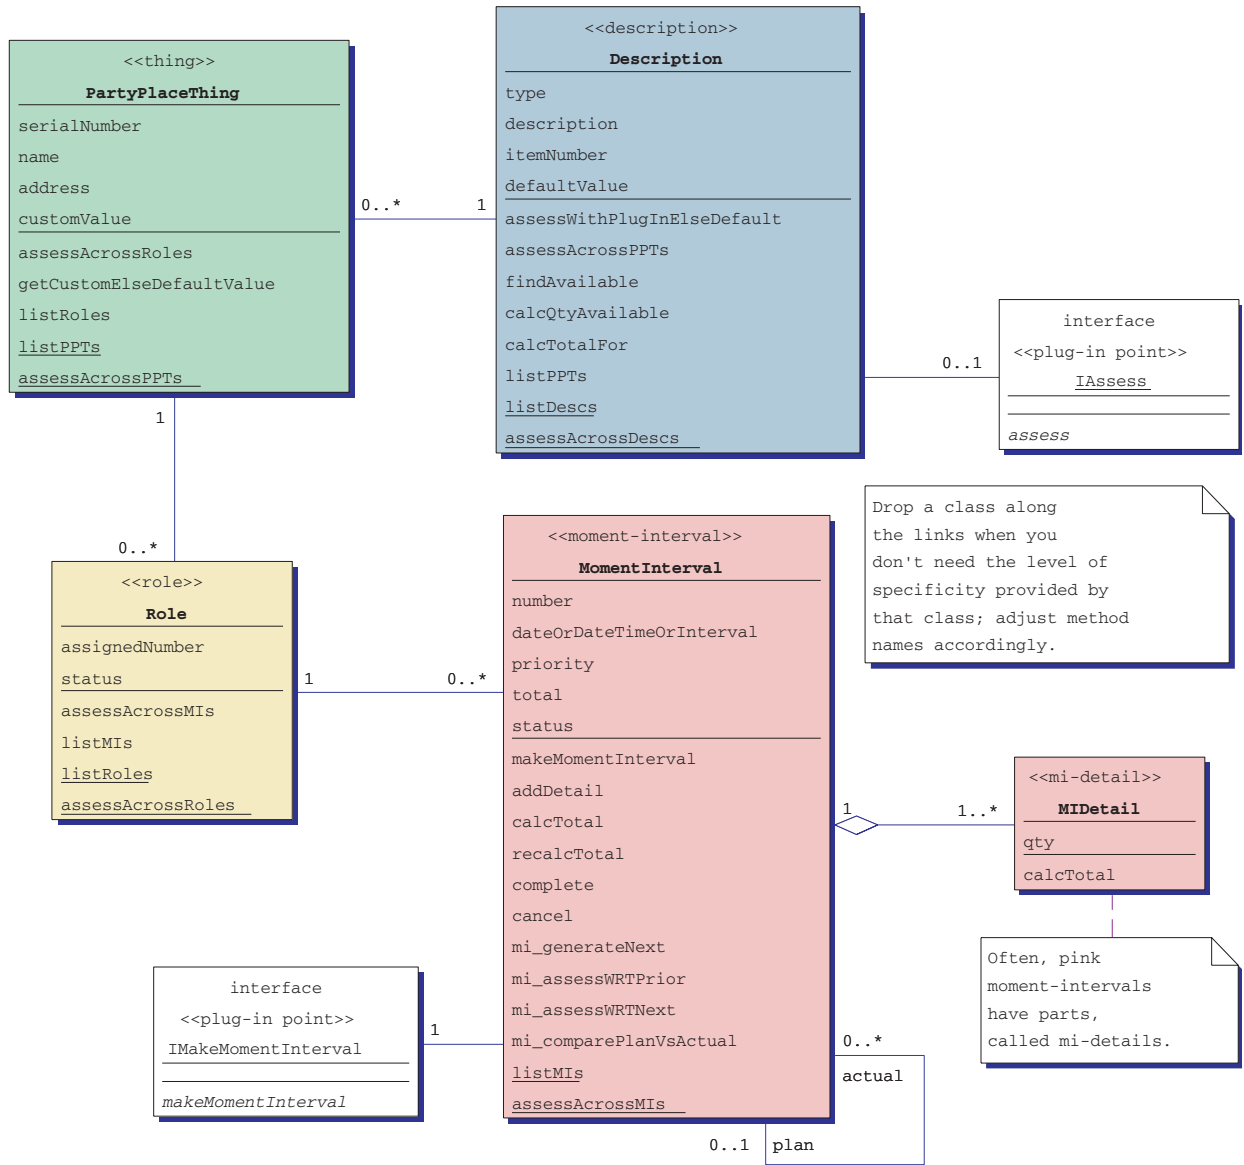 <<thing>>
PartyPlaceThing
serialNumber
name
address
customValue
assessAcrossRoles
getCustomElseDefaultValue
listRoles
listPPTs
assessAcrossPPTs
0..*
1
<<description>>
Description
type
description
itemNumber
defaultValue
assessWithPlugInElseDefault
assessAcrossPPTs
findAvailable
calcQtyAvailable
calcTotalFor
listPPTs
listDescs
assessAcrossDescs
0..1
interface
<<plug-in point>>
IAssess
assess
1
0..*
<<role>>
Role
assignedNumber
status
assessAcrossMIs
listMIs
listRoles
assessAcrossRoles
1
0..*
<<moment-interval>>
MomentInterval
number
dateOrDateTimeOrInterval
priority
total
status
makeMomentInterval
addDetail
calcTotal
recalcTotal
complete
cancel
mi_generateNext
mi_assessWRTPrior
mi_assessWRTNext
mi_comparePlanVsActual
listMIs
assessAcrossMIs
Drop a class along
the links when you
don't need the level of
specificity provided by
that class; adjust method
names accordingly.
1
1..*
<<mi-detail>>
MIDetail
qty
calcTotal
Often, pink
moment-intervals
have parts,
called mi-details.
interface
<<plug-in point>>
IMakeMomentInterval
makeMomentInterval
1
0..*
actual
0..1
plan